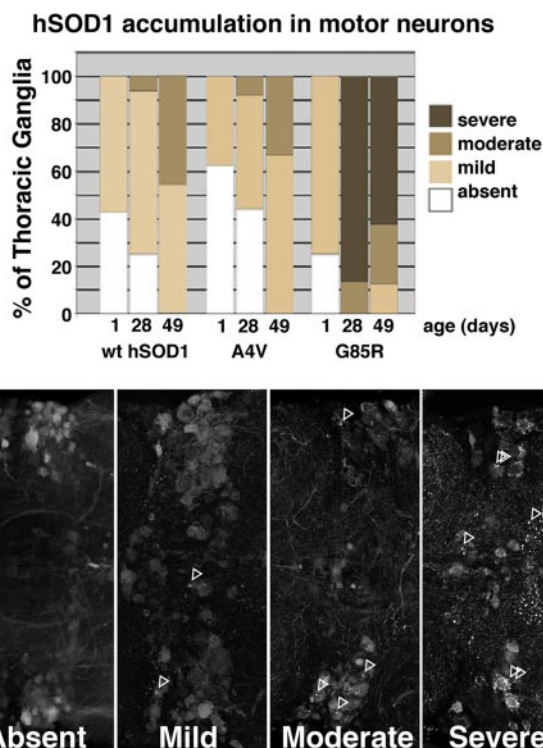 hSOD1 accumulation in motor neurons
% of Thoracic Ganglia
100
80
60
40
20
0
severe
moderate
mild
absent
1 28 49 1 28 49 1 28 49 age (days)
wt hSOD1 A4V G85R
Absent Mild Moderate Severe